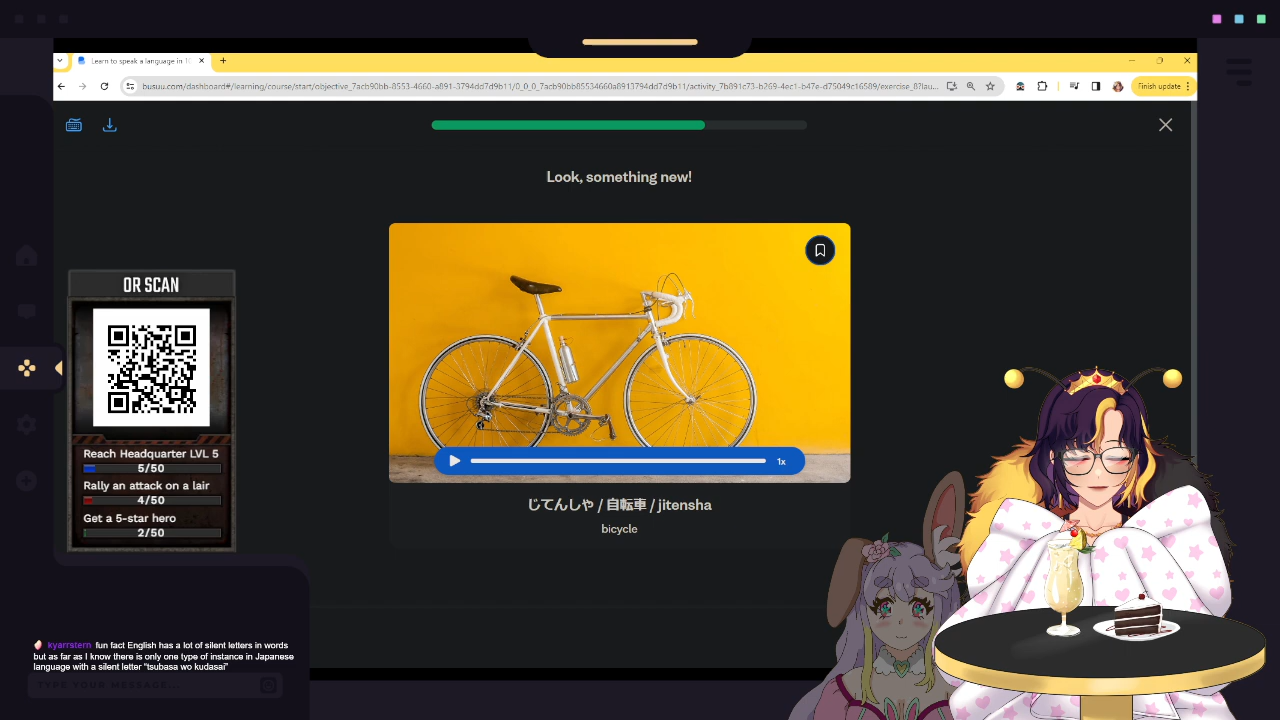 Learn to speak a language in 1
busuu.com/dashboard#/learning/course/start/objective_7acb90bb-8553-4660-a891-3794dd7d9b11/0_0_0_7acb90bb85534660a8913794dd7d9b11/activity_7b891c73-b269-4ec1-b47e-d75049c16589/exercise_8?lau...
Finish update
Look, something new!
1x
じてんしゃ / 自転車 / jitensha
bicycle
OR SCAN
Reach Headquarter LVL 5
5/50
Rally an attack on a lair
4/50
Get a 5-star hero
2/50
kyarrstern fun fact English has a lot of silent letters in words
but as far as I know there is only one type of instance in Japanese
language with a silent letter "tsubasa wo kudasai"
TYPE YOUR MESSAGE...